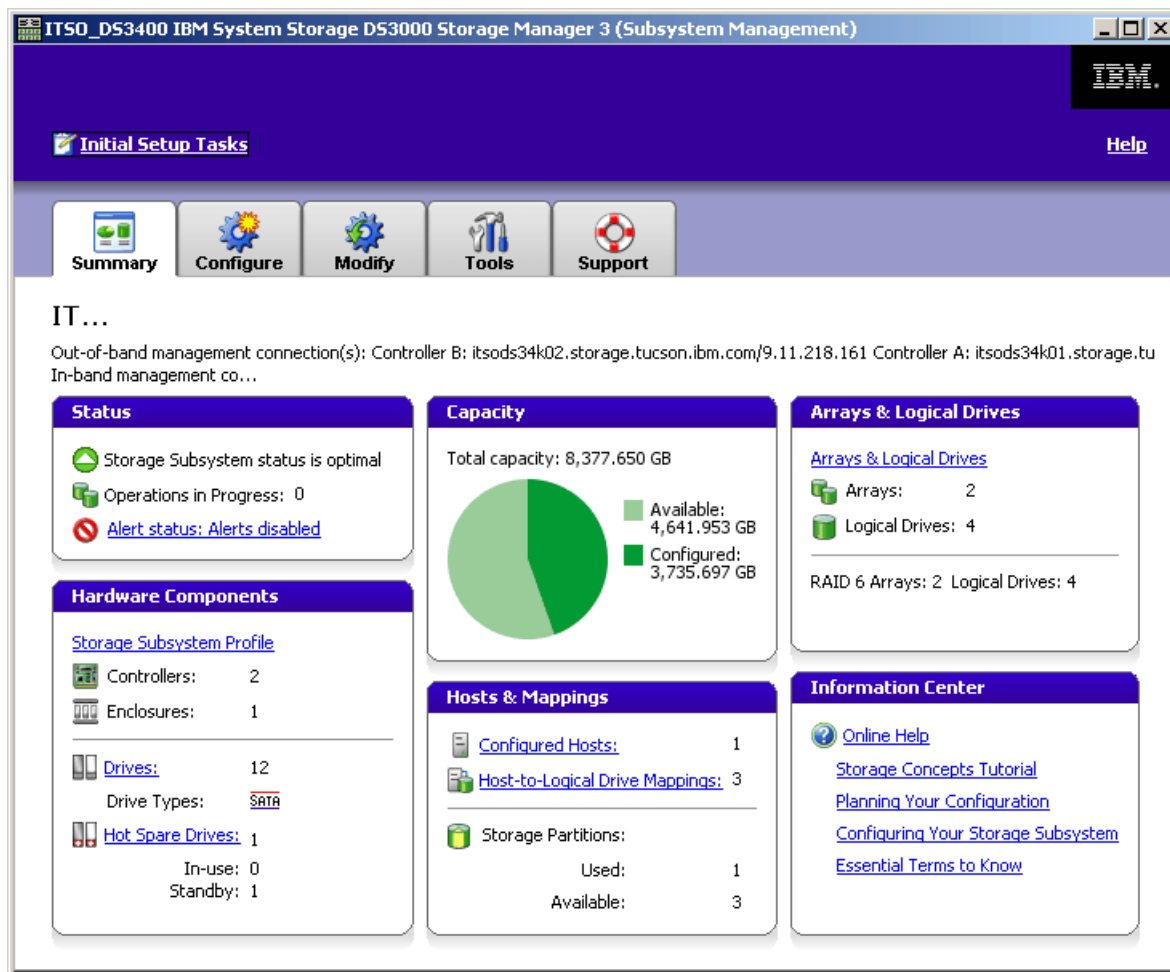 ITSO_DS3400 IBM System Storage DS3000 Storage Manager 3 (Subsystem Management)
IBM.
Initial Setup Tasks
Help
Summary
Configure
Modify
Tools
Support
IT...
Out-of-band management connection(s): Controller B: itsods34k02.storage.tucson.ibm.com/9.11.218.161 Controller A: itsods34k01.storage.tu
In-band management co...
Status
Storage Subsystem status is optimal
Operations in Progress: 0
Alert status: Alerts disabled
Hardware Components
Storage Subsystem Profile
Controllers: 2
Enclosures: 1
Drives: 12
Drive Types: SATA
Hot Spare Drives: 1
In-use: 0
Standby: 1
Capacity
Total capacity: 8,377.650 GB
Available:
4,641.953 GB
Configured:
3,735.697 GB
Hosts & Mappings
Configured Hosts: 1
Host-to-Logical Drive Mappings: 3
Storage Partitions:
Used: 1
Available: 3
Arrays & Logical Drives
Arrays & Logical Drives
Arrays: 2
Logical Drives: 4
RAID 6 Arrays: 2 Logical Drives: 4
Information Center
Online Help
Storage Concepts Tutorial
Planning Your Configuration
Configuring Your Storage Subsystem
Essential Terms to Know